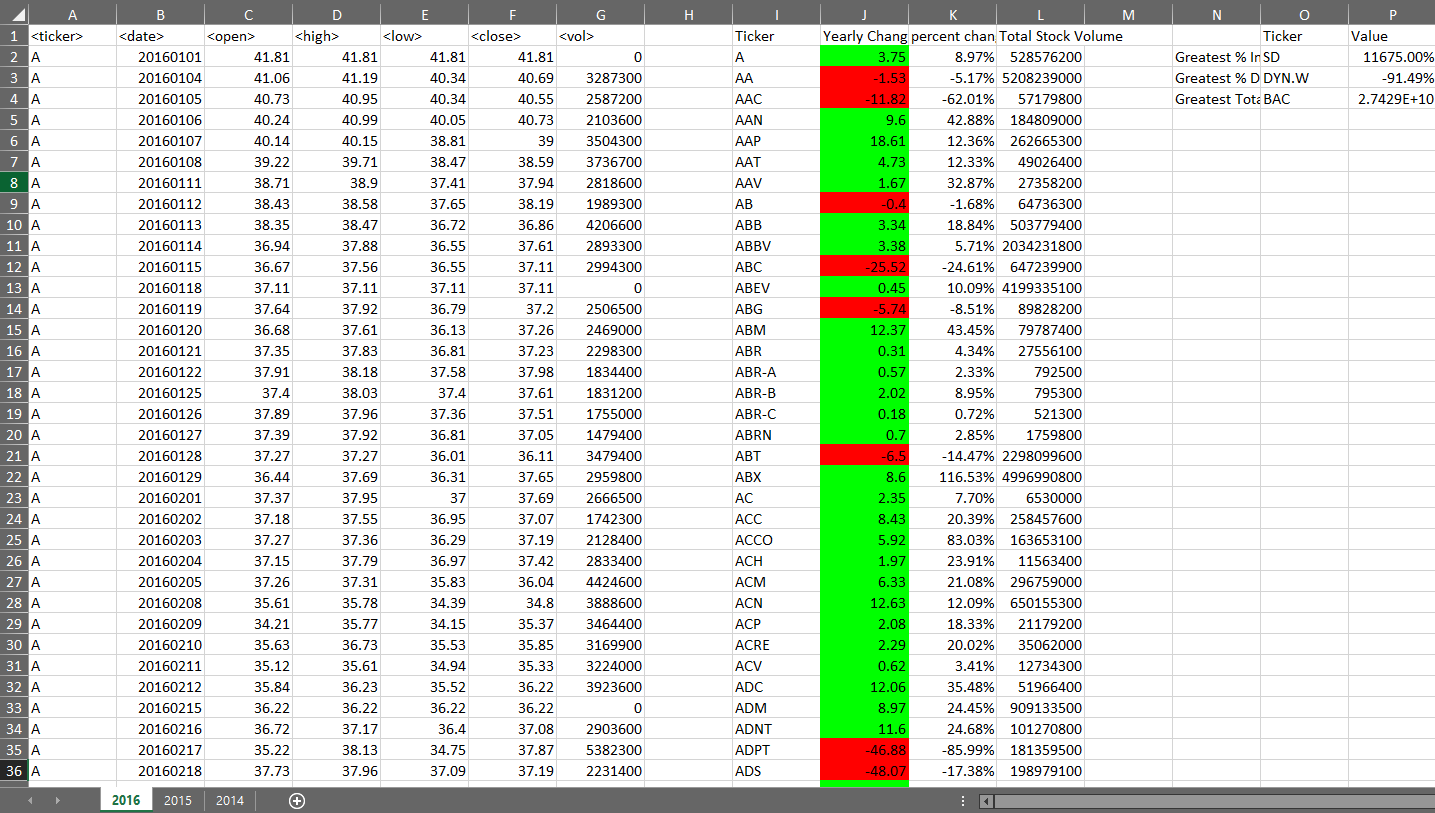 A B C D E F G H I J K L M N O P
1 <ticker> <date> <open> <high> <low> <close> <vol> Ticker Yearly Chang percent chan Total Stock Volume Ticker Value
2 A 20160101 41.81 41.81 41.81 41.81 0 A 3.75 8.97% 528576200 Greatest % In SD 11675.00%
3 A 20160104 41.06 41.19 40.34 40.69 3287300 AA -1.53 -5.17% 5208239000 Greatest % D DYN.W -91.49%
4 A 20160105 40.73 40.95 40.34 40.55 2587200 AAC -11.82 -62.01% 57179800 Greatest Tota BAC 2.7429E+10
5 A 20160106 40.24 40.99 40.05 40.73 2103600 AAN 9.6 42.88% 184809000
6 A 20160107 40.14 40.15 38.81 39 3504300 AAP 18.61 12.36% 262665300
7 A 20160108 39.22 39.71 38.47 38.59 3736700 AAT 4.73 12.33% 49026400
8 A 20160111 38.71 38.9 37.41 37.94 2818600 AAV 1.67 32.87% 27358200
9 A 20160112 38.43 38.58 37.65 38.19 1989300 AB -0.4 -1.68% 64736300
10 A 20160113 38.35 38.47 36.72 36.86 4206600 ABB 3.34 18.84% 503779400
11 A 20160114 36.94 37.88 36.55 37.61 2893300 ABBV 3.38 5.71% 2034231800
12 A 20160115 36.67 37.56 36.55 37.11 2994300 ABC -25.52 -24.61% 647239900
13 A 20160118 37.11 37.11 37.11 37.11 0 ABEV 0.45 10.09% 4199335100
14 A 20160119 37.64 37.92 36.79 37.2 2506500 ABG -5.74 -8.51% 89828200
15 A 20160120 36.68 37.61 36.13 37.26 2469000 ABM 12.37 43.45% 79787400
16 A 20160121 37.35 37.83 36.81 37.23 2298300 ABR 0.31 4.34% 27556100
17 A 20160122 37.91 38.18 37.58 37.98 1834400 ABR-A 0.57 2.33% 792500
18 A 20160125 37.4 38.03 37.4 37.61 1831200 ABR-B 2.02 8.95% 795300
19 A 20160126 37.89 37.96 37.36 37.51 1755000 ABR-C 0.18 0.72% 521300
20 A 20160127 37.39 37.92 36.81 37.05 1479400 ABRN 0.7 2.85% 1759800
21 A 20160128 37.27 37.27 36.01 36.11 3479400 ABT -6.5 -14.47% 2298099600
22 A 20160129 36.44 37.69 36.31 37.65 2959800 ABX 8.6 116.53% 4996990800
23 A 20160201 37.37 37.95 37 37.69 2666500 AC 2.35 7.70% 6530000
24 A 20160202 37.18 37.55 36.95 37.07 1742300 ACC 8.43 20.39% 258457600
25 A 20160203 37.27 37.36 36.29 37.19 2128400 ACCO 5.92 83.03% 163653100
26 A 20160204 37.15 37.79 36.97 37.42 2833400 ACH 1.97 23.91% 11563400
27 A 20160205 37.26 37.31 35.83 36.04 4424600 ACM 6.33 21.08% 296759000
28 A 20160208 35.61 35.78 34.39 34.8 3888600 ACN 12.63 12.09% 650155300
29 A 20160209 34.21 35.77 34.15 35.37 3464400 ACP 2.08 18.33% 21179200
30 A 20160210 35.63 36.73 35.53 35.85 3169900 ACRE 2.29 20.02% 35062000
31 A 20160211 35.12 35.61 34.94 35.33 3224000 ACV 0.62 3.41% 12734300
32 A 20160212 35.84 36.23 35.52 36.22 3923600 ADC 12.06 35.48% 51966400
33 A 20160215 36.22 36.22 36.22 36.22 0 ADM 8.97 24.45% 909133500
34 A 20160216 36.72 37.17 36.4 37.08 2903600 ADNT 11.6 24.68% 101270800
35 A 20160217 35.22 38.13 34.75 37.87 5382300 ADPT -46.88 -85.99% 181359500
36 A 20160218 37.73 37.96 37.09 37.19 2231400 ADS -48.07 -17.38% 198979100
2016 2015 2014